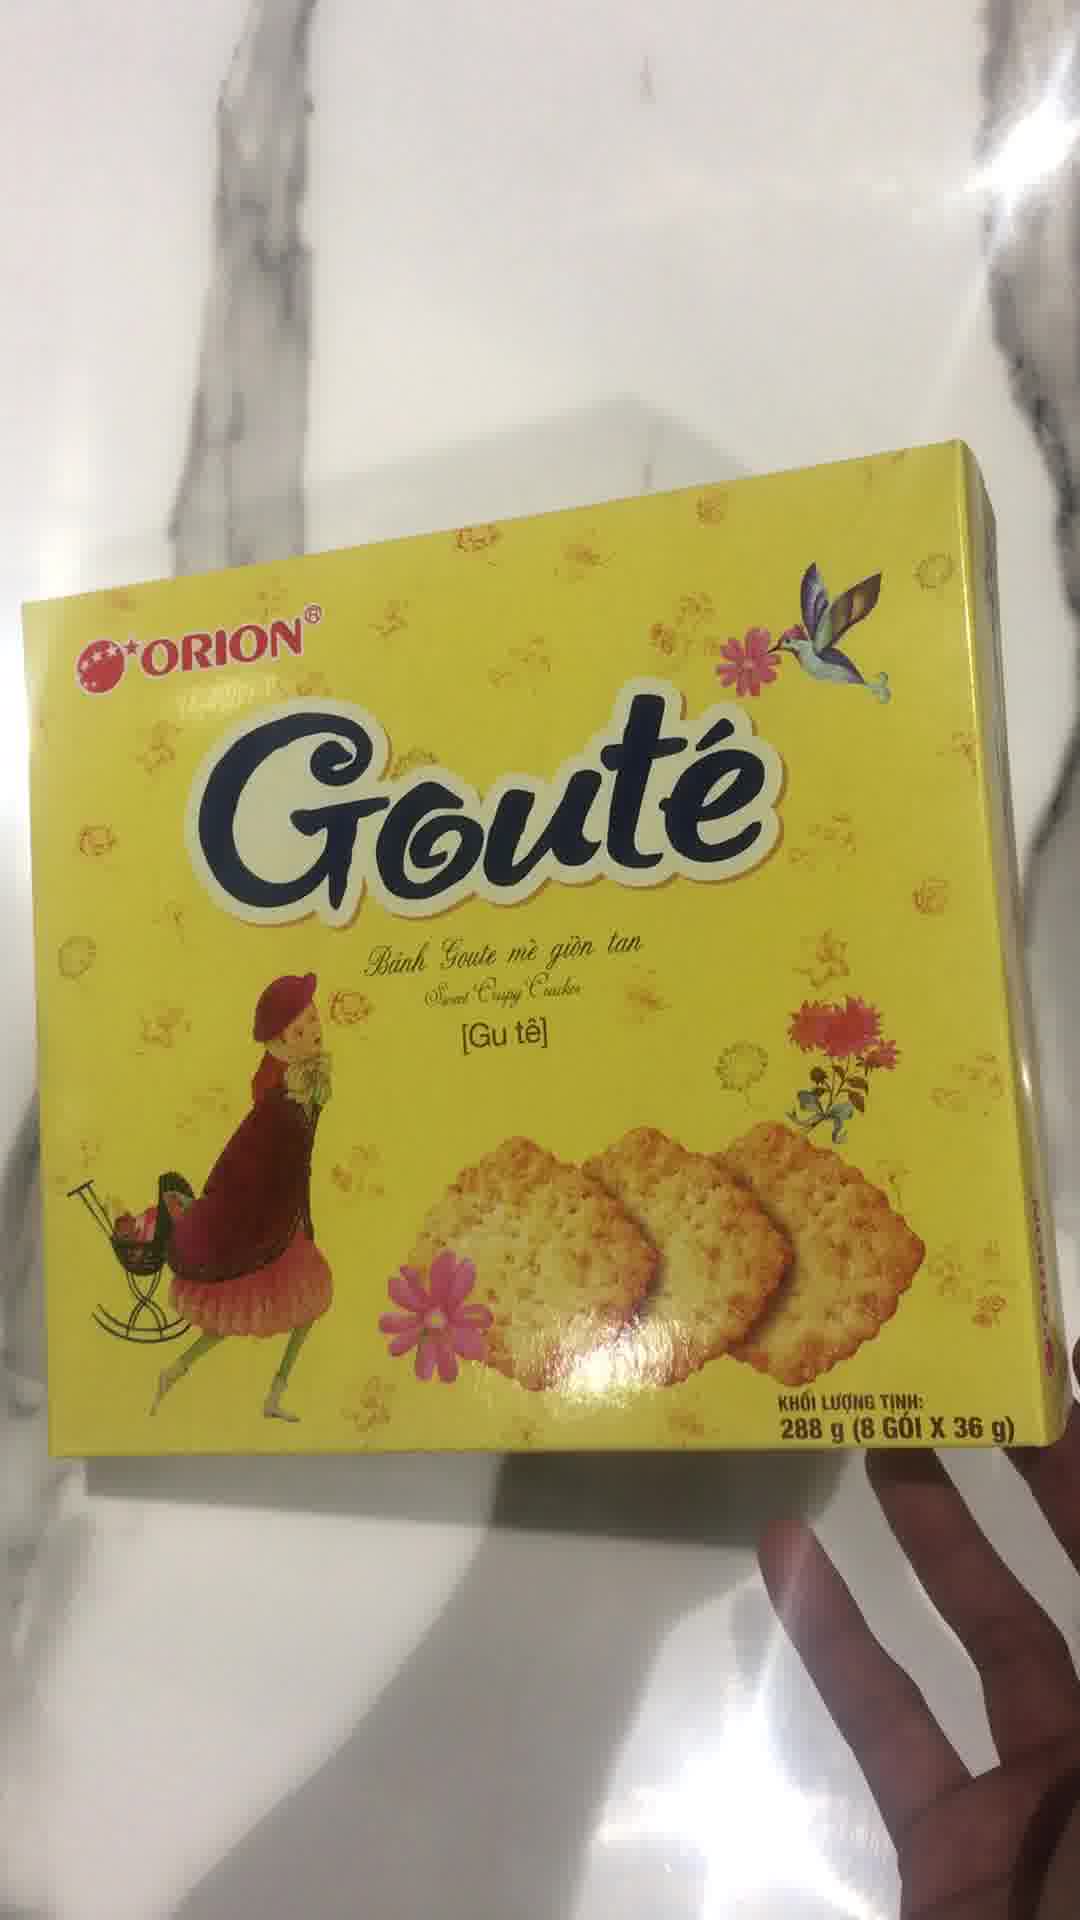 ORION®
Gouté
Bánh Goute mè giòn tan
Sweet Crispy Cracker
[Gu tê]
KHỐI LƯỢNG TỊNH:
288 g (8 GÓI X 36 g)